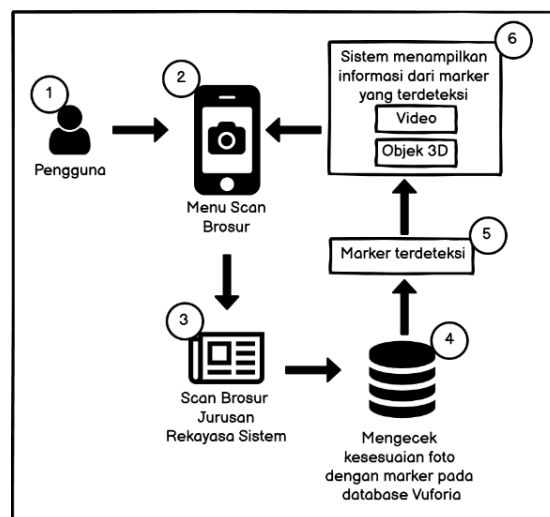 1
Pengguna
2
Menu Scan
Brosur
3
Scan Brosur
Jurusan
Rekayasa Sistem
4
Mengecek
kesesuaian foto
dengan marker pada
database Vuforia
5
Marker terdeteksi
6
Sistem menampilkan
informasi dari marker
yang terdeteksi
Video
Objek 3D